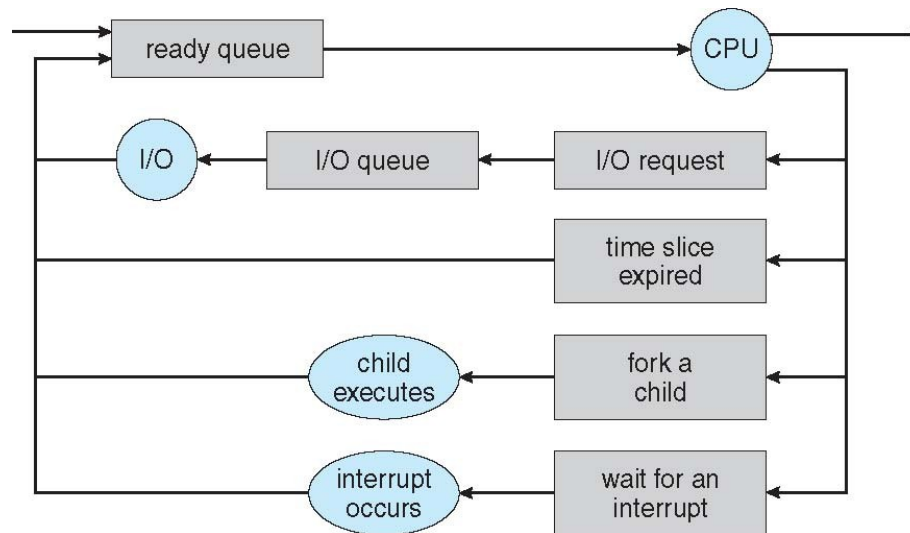 ready queue
CPU
I/O
I/O queue
I/O request
time slice
expired
child
executes
fork a
child
interrupt
occurs
wait for an
interrupt